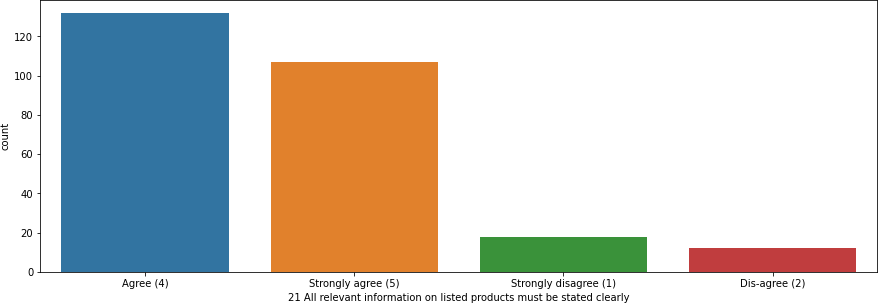 120
100
80
60
40
20
0
count
Agree (4)
Strongly agree (5)
Strongly disagree (1)
Dis-agree (2)
21 All relevant information on listed products must be stated clearly